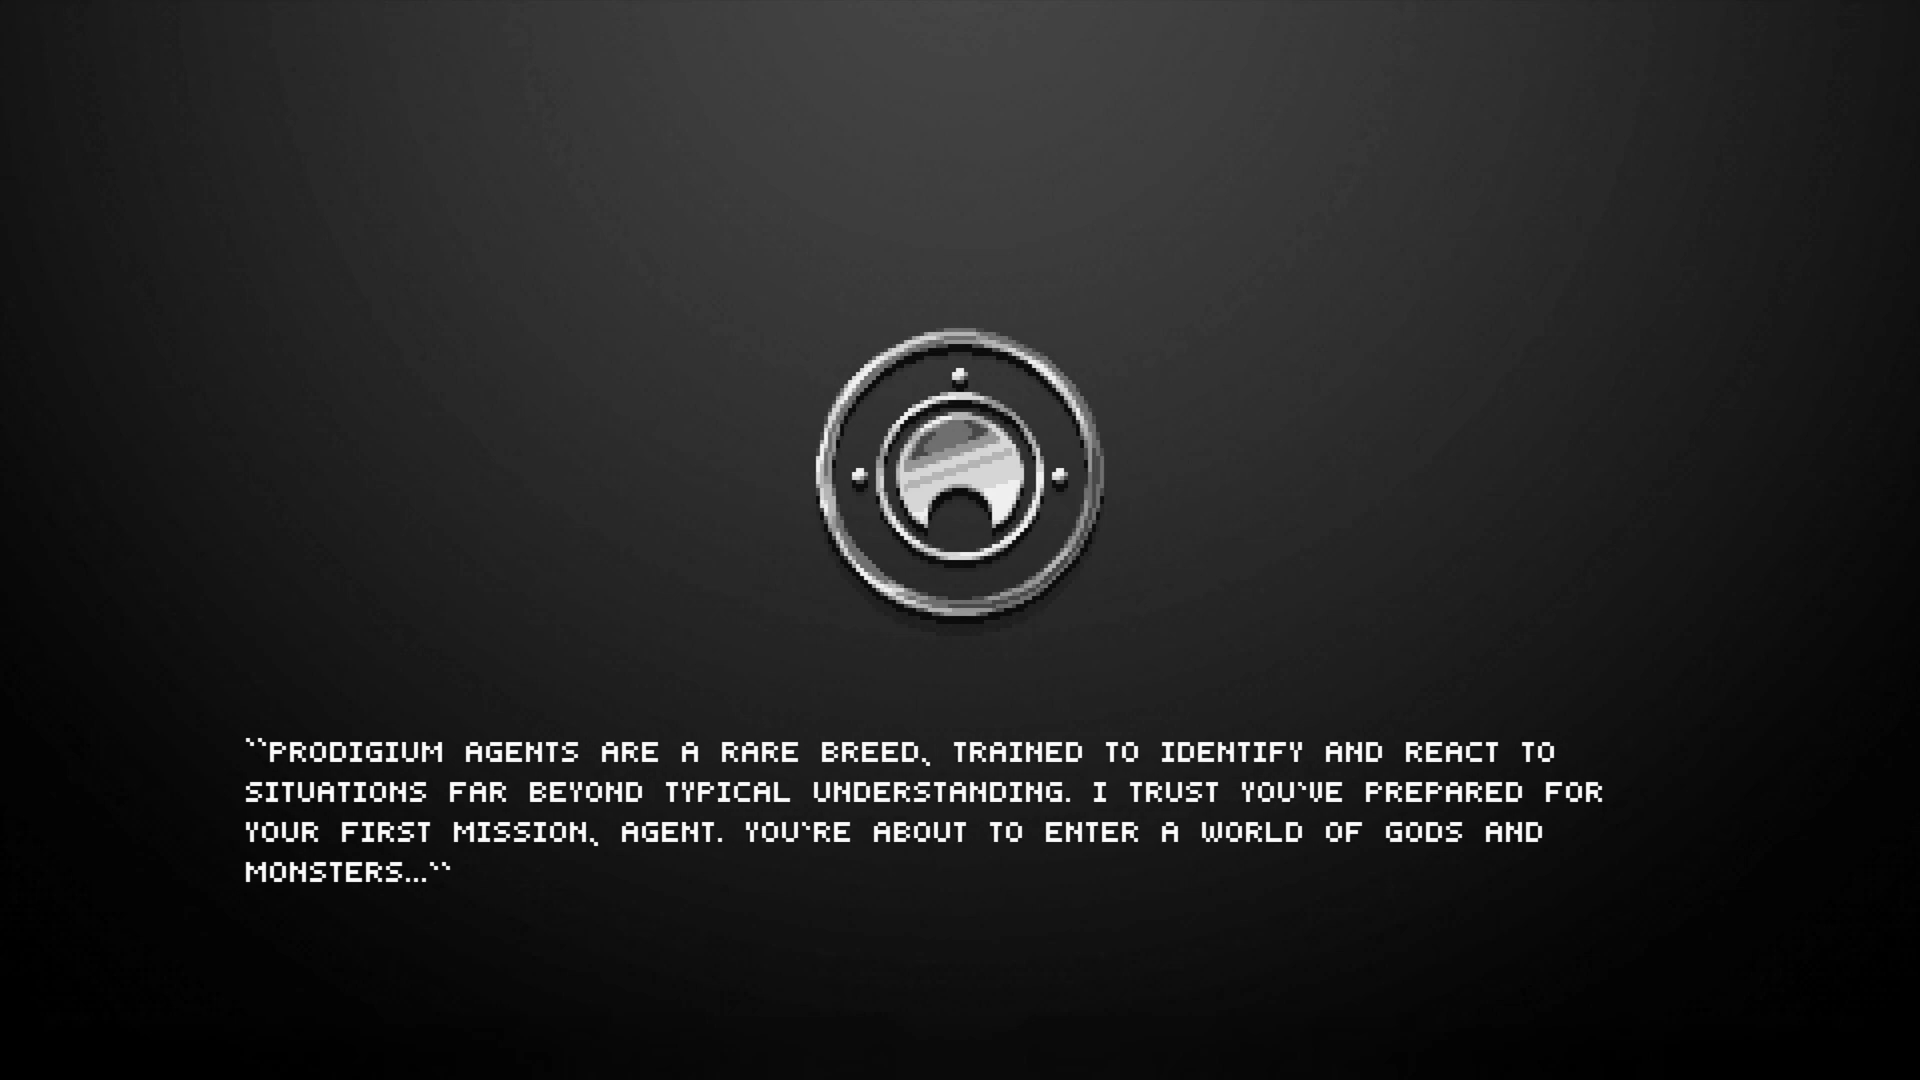 ``PRODIGIUM AGENTS ARE A RARE BREED, TRAINED TO IDENTIFY AND REACT TO
SITUATIONS FAR BEYOND TYPICAL UNDERSTANDING. I TRUST YOU`VE PREPARED FOR
YOUR FIRST MISSION, AGENT. YOU`RE ABOUT TO ENTER A WORLD OF GODS AND
MONSTERS...``